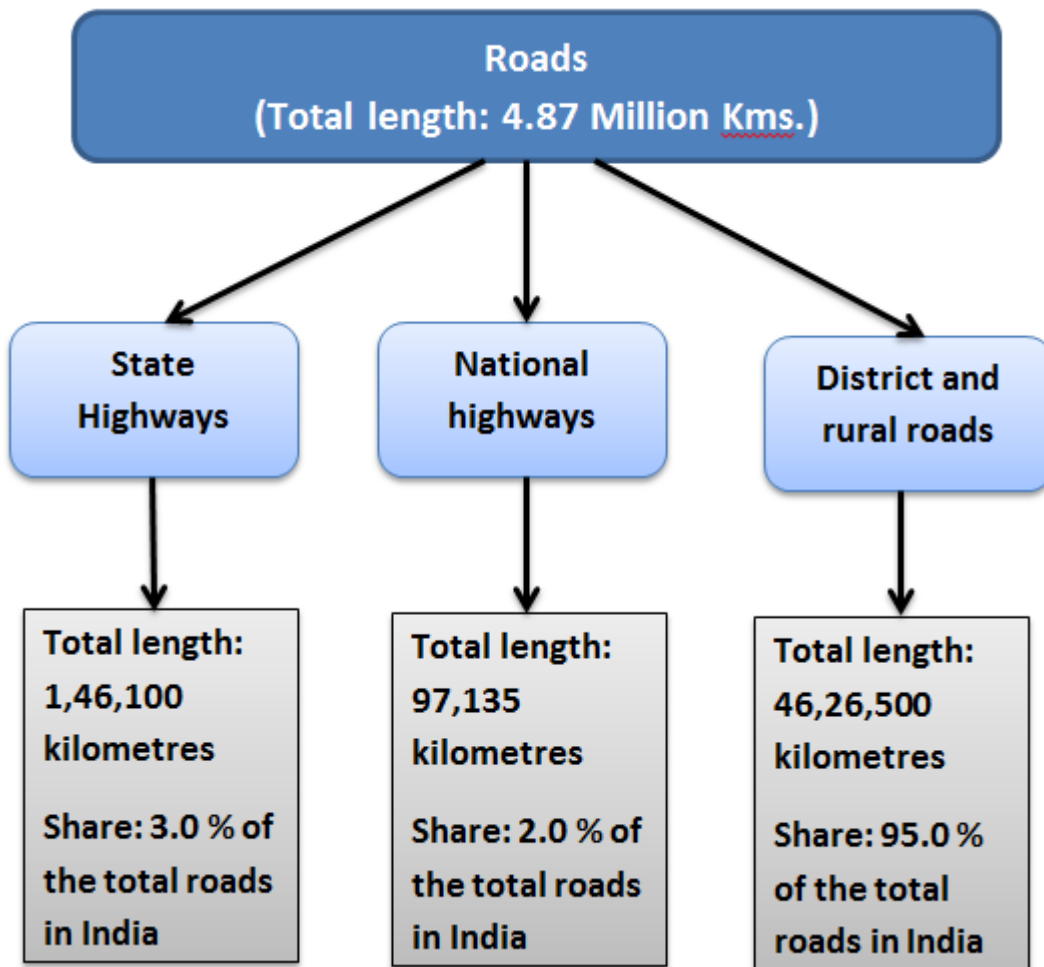 Roads
(Total length: 4.87 Million Kms.)
State
Highways
National
highways
District and
rural roads
Total length:
1,46,100
kilometres
Share: 3.0 % of
the total roads
in India
Total length:
97,135
kilometres
Share: 2.0 % of
the total roads
in India
Total length:
46,26,500
kilometres
Share: 95.0 %
of the total
roads in India